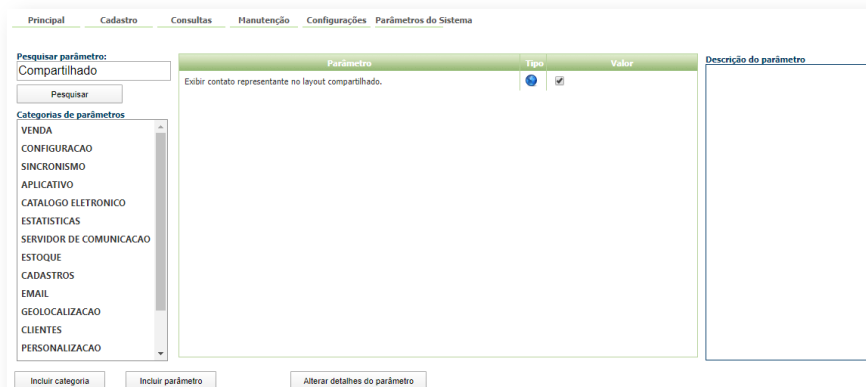 Principal Cadastro Consultas Manutenção Configurações Parâmetros do Sistema
Pesquisar parâmetro:
Compartilhado
Pesquisar
Categorias de parâmetros
VENDA
CONFIGURACAO
SINCRONISMO
APLICATIVO
CATALOGO ELETRONICO
ESTATISTICAS
SERVIDOR DE COMUNICACAO
ESTOQUE
CADASTROS
EMAIL
GEOLOCALIZACAO
CLIENTES
PERSONALIZACAO
Parâmetro Tipo Valor
Exibir contato representante no layout compartilhado.
Descrição do parâmetro
Incluir categoria Incluir parâmetro Alterar detalhes do parâmetro